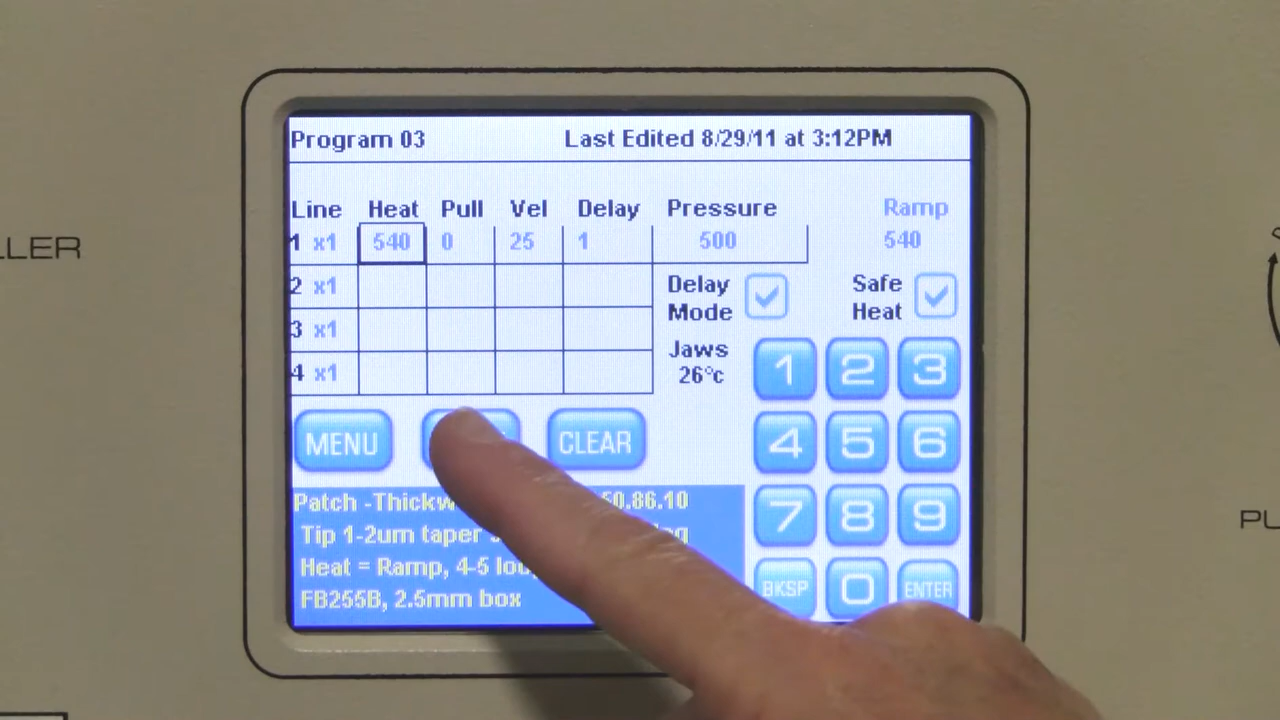 Program 03 Last Edited 8/29/11 at 3:12PM
Line Heat Pull Vel Delay Pressure Ramp
1 x1 540 0 25 1 500 540
2 x1
Delay Mode
Safe Heat
3 x1
Jaws
26°c
4 x1
1 2 3
MENU CLEAR
4 5 6
Patch 50.86.10
Tip 1-2um taper
Heat = Ramp, 4-5
FB255B, 2.5mm box
7 8 9
BKSP 0 ENTER
LLER